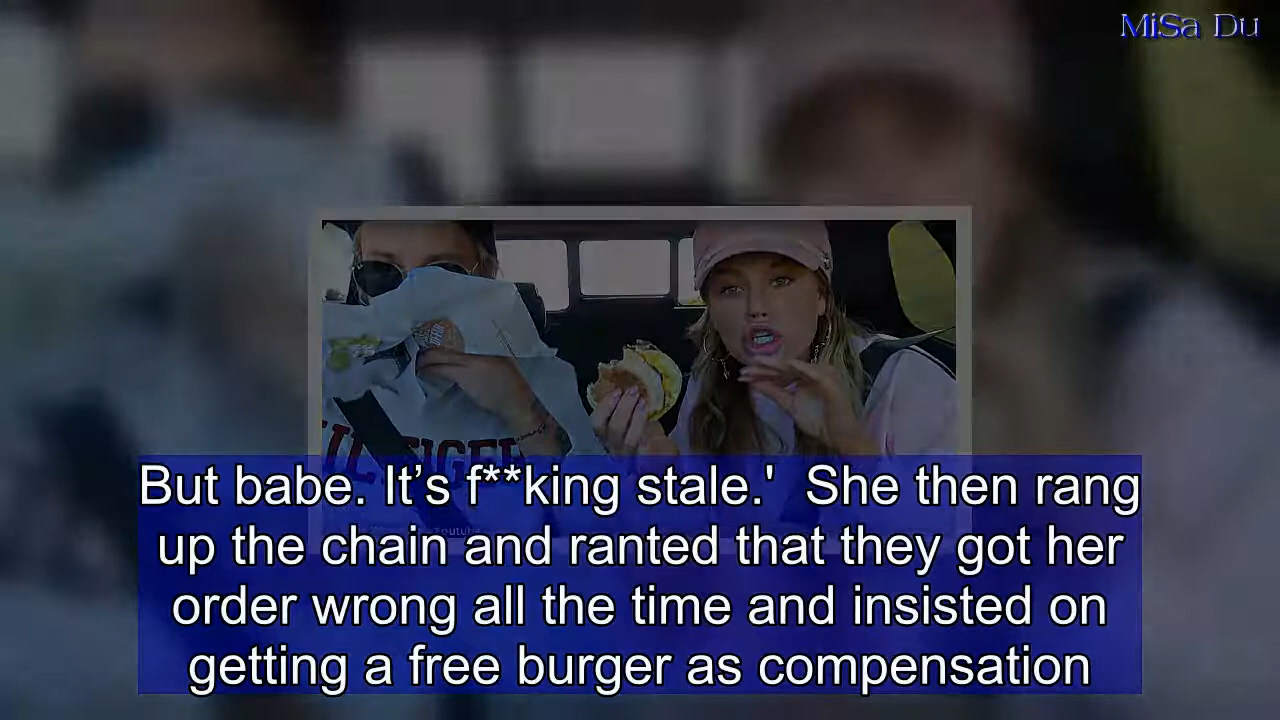 MiSa Du
But babe. It’s f**king stale.'  She then rang
up the chain and ranted that they got her
order wrong all the time and insisted on
getting a free burger as compensation